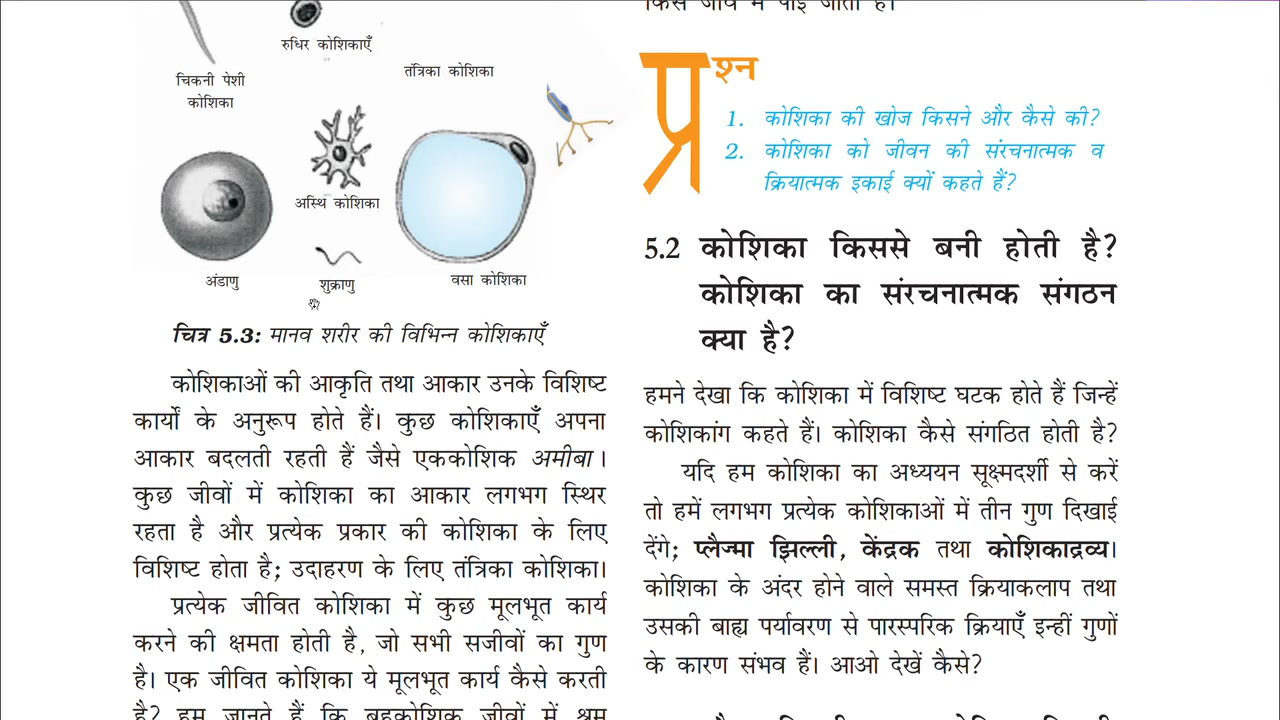 रुधिर कोशिकाएँ
तंत्रिका कोशिका
चिकनी पेशी
कोशिका
अस्थि कोशिका
अंडाणु
शुक्राणु
वसा कोशिका
चित्र 5.3: मानव शरीर की विभिन्न कोशिकाएँ
कोशिकाओं की आकृति तथा आकार उनके विशिष्ट
कार्यों के अनुरूप होते हैं। कुछ कोशिकाएँ अपना
आकार बदलती रहती हैं जैसे एककोशिक अमीबा।
कुछ जीवों में कोशिका का आकार लगभग स्थिर
रहता है और प्रत्येक प्रकार की कोशिका के लिए
विशिष्ट होता है; उदाहरण के लिए तंत्रिका कोशिका।
प्रत्येक जीवित कोशिका में कुछ मूलभूत कार्य
करने की क्षमता होती है, जो सभी सजीवों का गुण
है। एक जीवित कोशिका ये मूलभूत कार्य कैसे करती
है? हम जानते हैं कि बहुकोशिक जीवों में श्रम
किस जीव में पाई जाती है।
प्रश्न
1. कोशिका की खोज किसने और कैसे की?
2. कोशिका को जीवन की संरचनात्मक व
क्रियात्मक इकाई क्यों कहते हैं?
5.2 कोशिका किससे बनी होती है?
कोशिका का संरचनात्मक संगठन
क्या है?
हमने देखा कि कोशिका में विशिष्ट घटक होते हैं जिन्हें
कोशिकांग कहते हैं। कोशिका कैसे संगठित होती है?
यदि हम कोशिका का अध्ययन सूक्ष्मदर्शी से करें
तो हमें लगभग प्रत्येक कोशिकाओं में तीन गुण दिखाई
देंगे; प्लैज्मा झिल्ली, केंद्रक तथा कोशिकाद्रव्य।
कोशिका के अंदर होने वाले समस्त क्रियाकलाप तथा
उसकी बाह्य पर्यावरण से पारस्परिक क्रियाएँ इन्हीं गुणों
के कारण संभव हैं। आओ देखें कैसे?